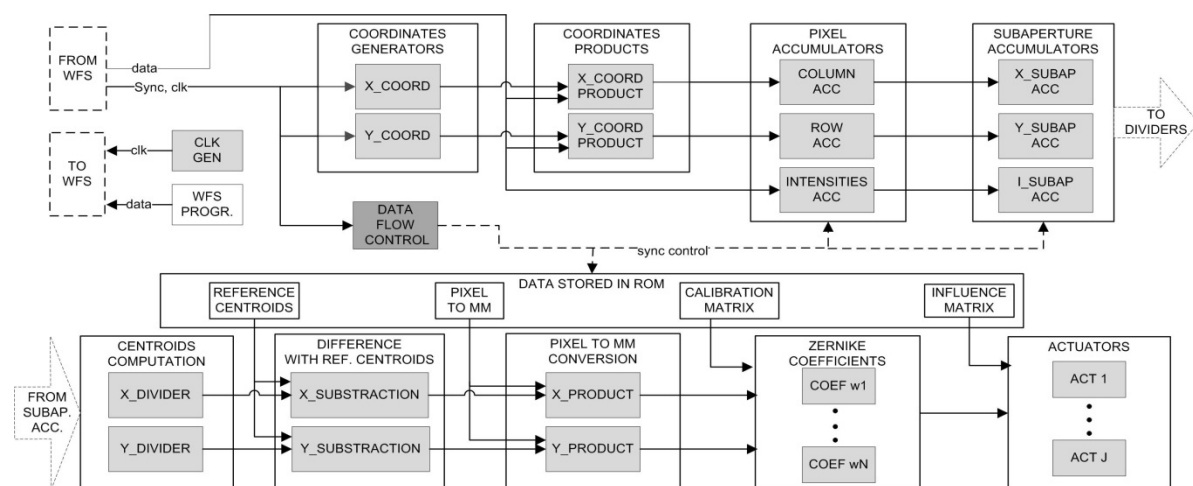 FROM
WFS
data
Sync, clk
TO
WFS
clk
data
CLK
GEN
WFS
PROGR.
COORDINATES
GENERATORS
X_COORD
Y_COORD
DATA
FLOW
CONTROL
COORDINATES
PRODUCTS
X_COORD
PRODUCT
Y_COORD
PRODUCT
PIXEL
ACCUMULATORS
COLUMN
ACC
ROW
ACC
INTENSITIES
ACC
SUBAPERTURE
ACCUMULATORS
X_SUBAP
ACC
Y_SUBAP
ACC
I_SUBAP
ACC
TO
DIVIDERS
sync control
DATA STORED IN ROM
REFERENCE
CENTROIDS
PIXEL
TO MM
CALIBRATION
MATRIX
INFLUENCE
MATRIX
FROM
SUBAP.
ACC.
CENTROIDS
COMPUTATION
X_DIVIDER
Y_DIVIDER
DIFFERENCE
WITH REF. CENTROIDS
X_SUBSTRACTION
Y_SUBSTRACTION
PIXEL TO MM
CONVERSION
X_PRODUCT
Y_PRODUCT
ZERNIKE
COEFFICIENTS
COEF w1
COEF wN
ACTUATORS
ACT 1
ACT J